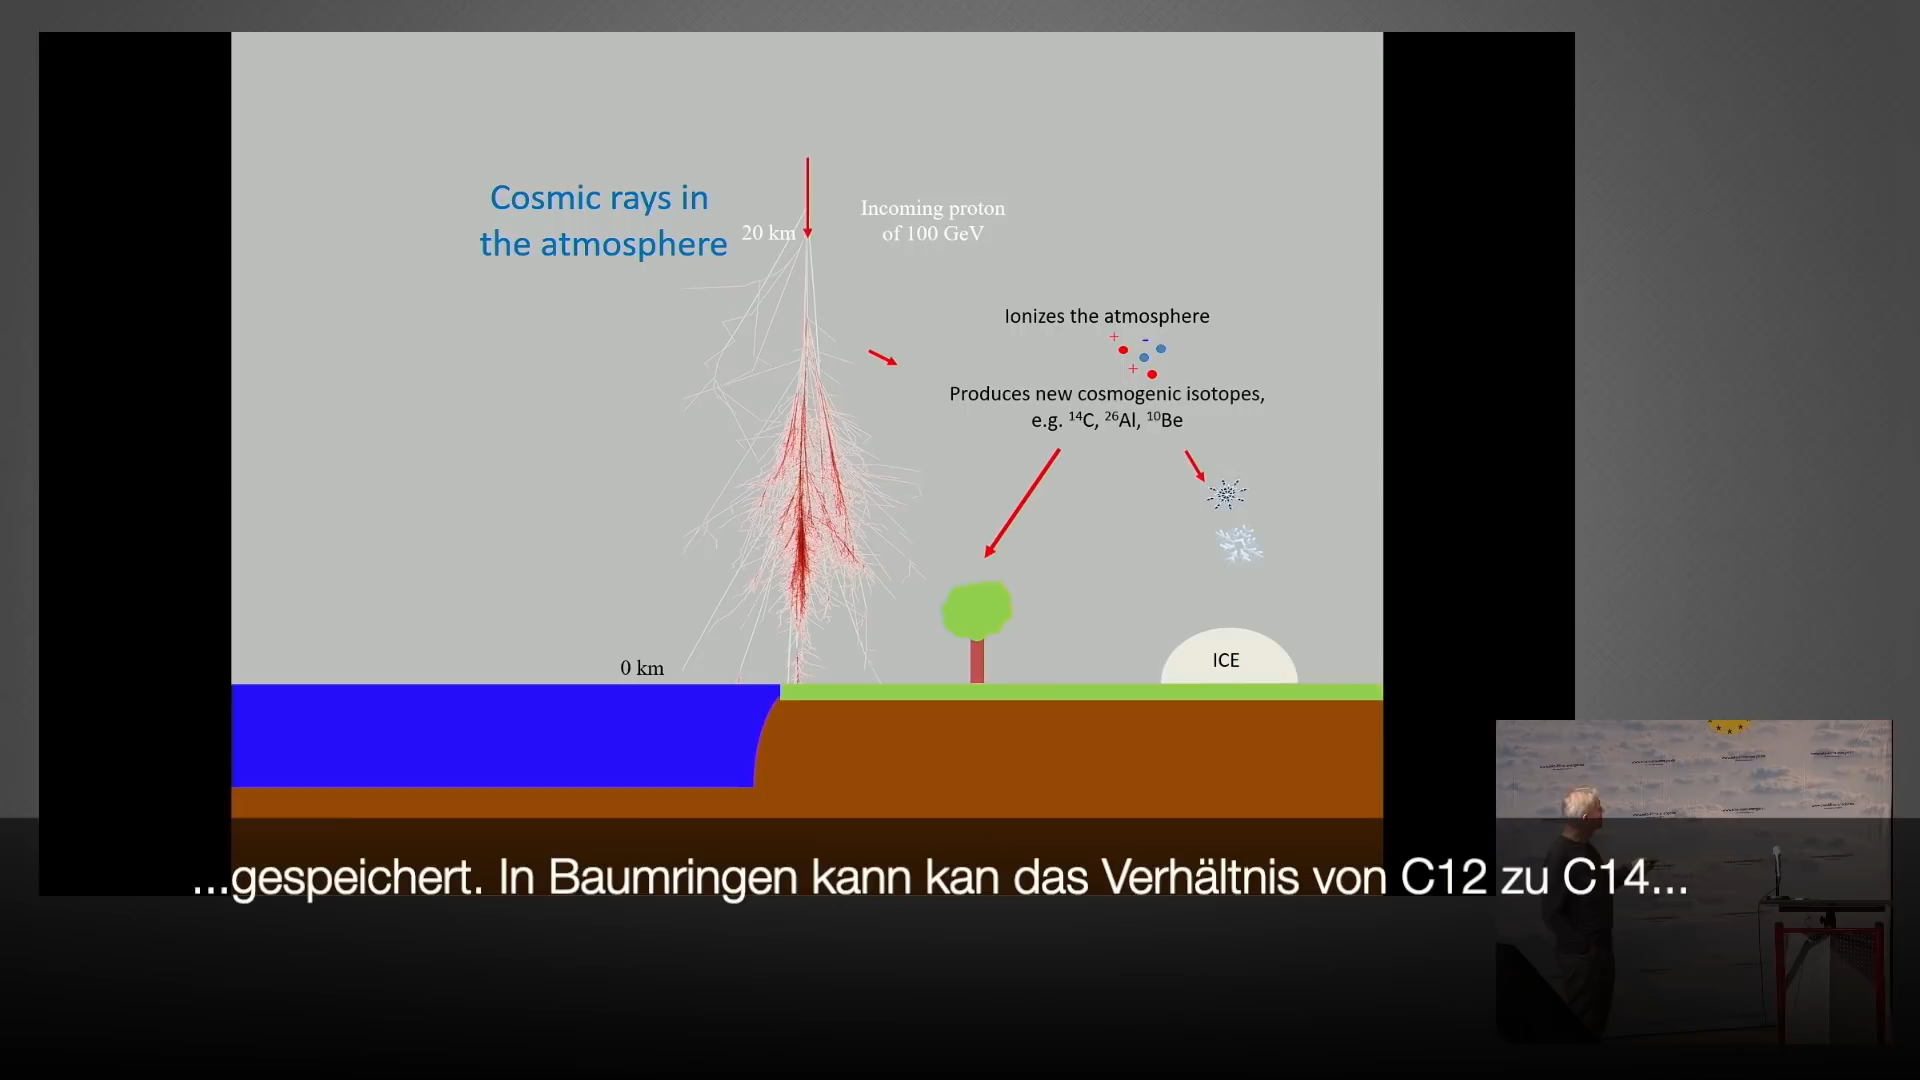 Cosmic rays in
the atmosphere
20 km
Incoming proton
of 100 GeV
Ionizes the atmosphere
+ -
+
Produces new cosmogenic isotopes,
e.g. ¹⁴C, ²⁶Al, ¹⁰Be
0 km
ICE
...gespeichert. In Baumringen kann kan das Verhältnis von C12 zu C14...